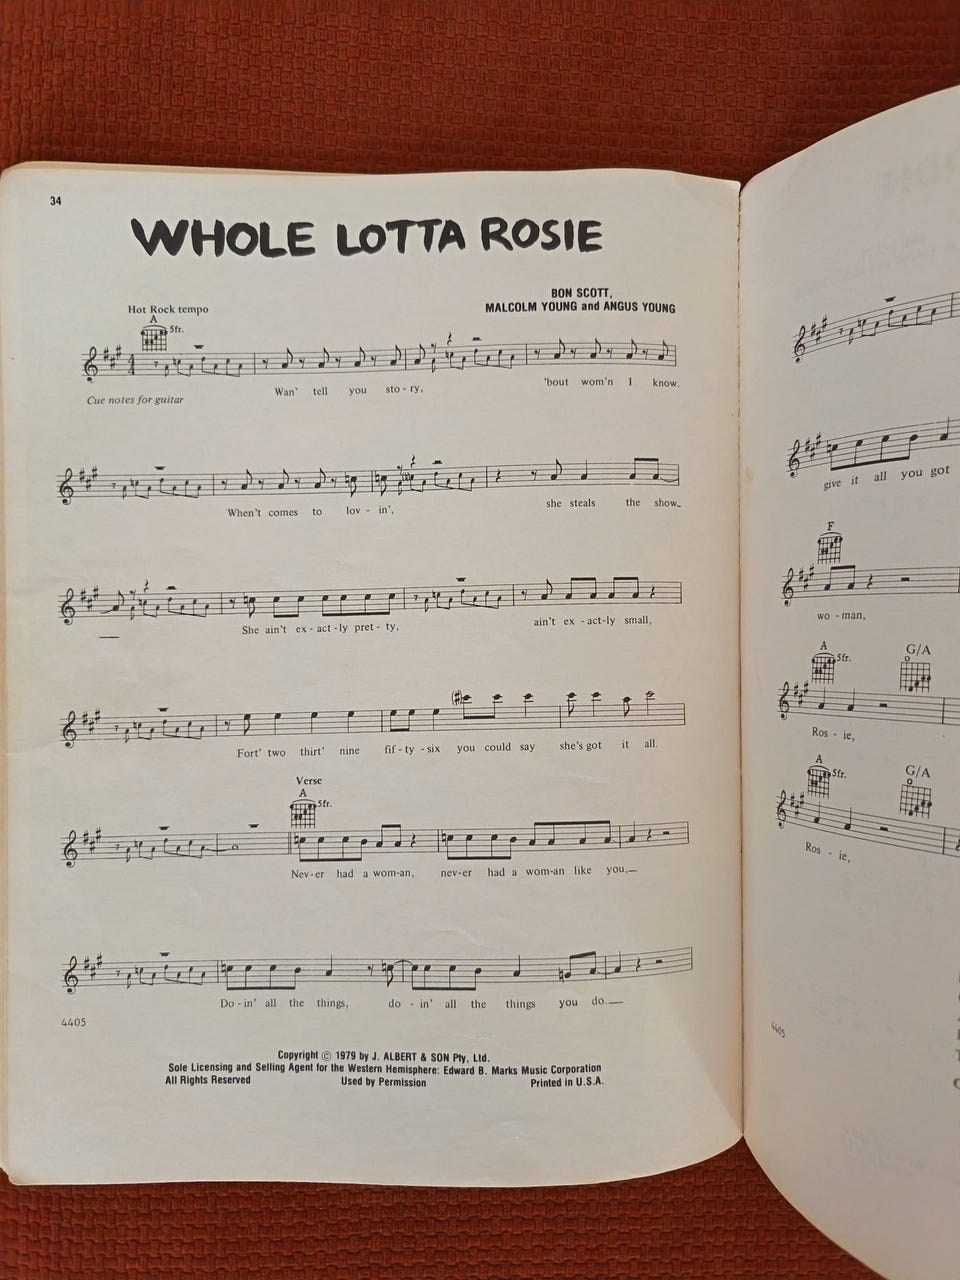 34
WHOLE LOTTA ROSIE
BON SCOTT,
MALCOLM YOUNG and ANGUS YOUNG
Hot Rock tempo
A
5fr.
Cue notes for guitar
Wan' tell you sto - ry, 'bout wom'n I know.
When't comes to lov - in', she steals the show.
She ain't ex - act - ly pret - ty, ain't ex - act - ly small,
Fort' two thirt' nine fif - ty - six you could say she's got it all.
Verse
A
5fr.
Nev - er had a wom - an, nev - er had a wom - an like you,
Do - in' all the things, do - in' all the things you do.
4405
Copyright © 1979 by J. ALBERT & SON Pty, Ltd.
Sole Licensing and Selling Agent for the Western Hemisphere: Edward B. Marks Music Corporation
All Rights Reserved Used by Permission Printed in U.S.A.
give it all you got
F
wo - man,
A 5fr. G/A
Ros - ie,
A 5fr. G/A
Ros - ie,
4405